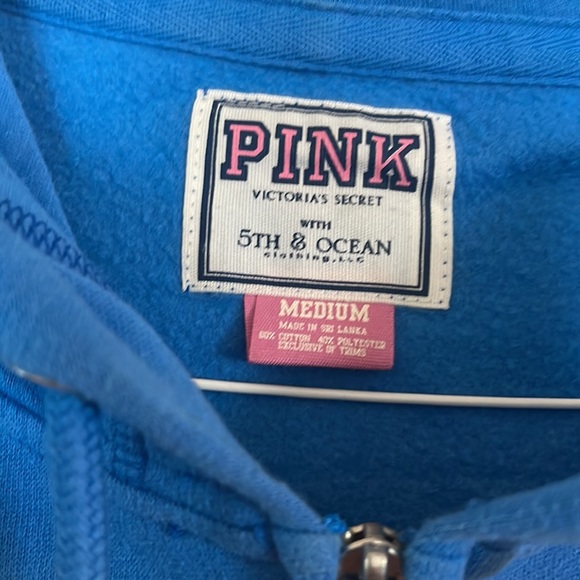 PINK
VICTORIA'S SECRET
WITH
5TH & OCEAN
clothing, LLC
MEDIUM
MADE IN SRI LANKA
60% COTTON 40% POLYESTER
EXCLUSIVE OF TRIMS